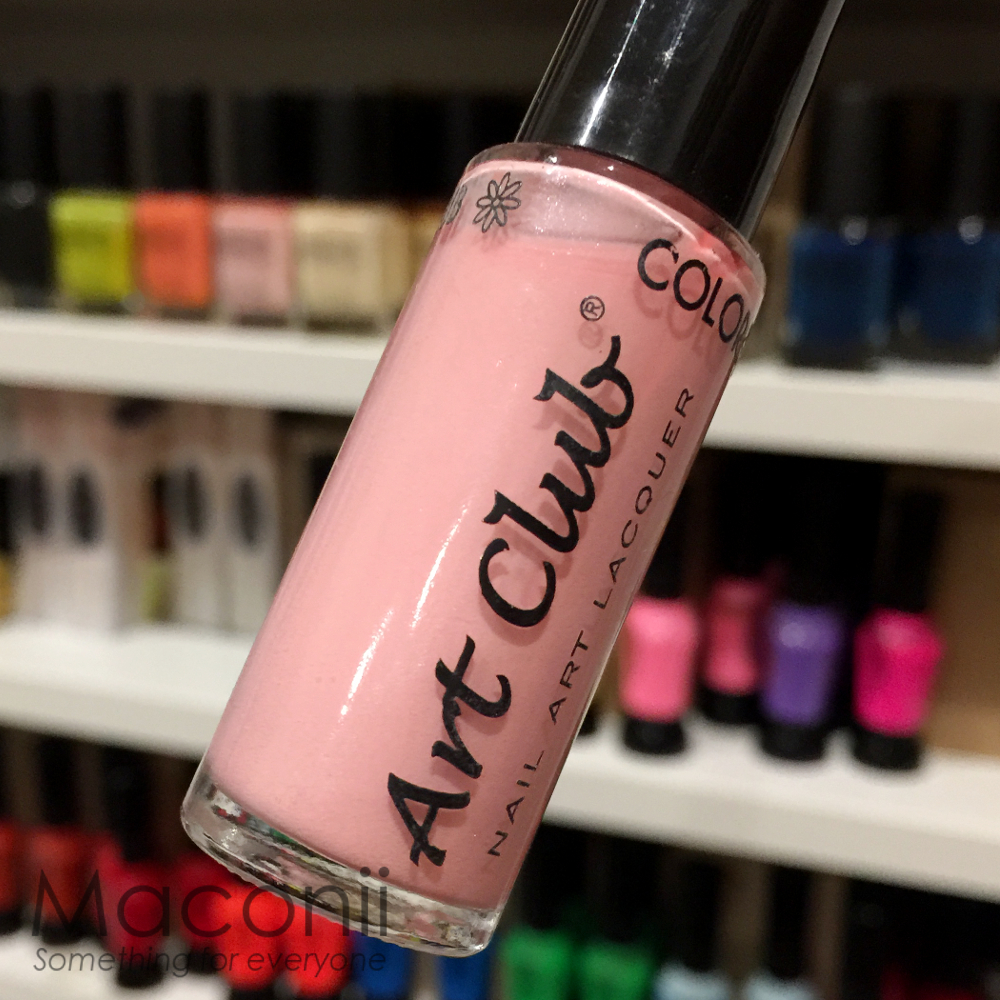 COLOR
Art Club®
NAIL ART LACQUER
Maconii
Something for everyone